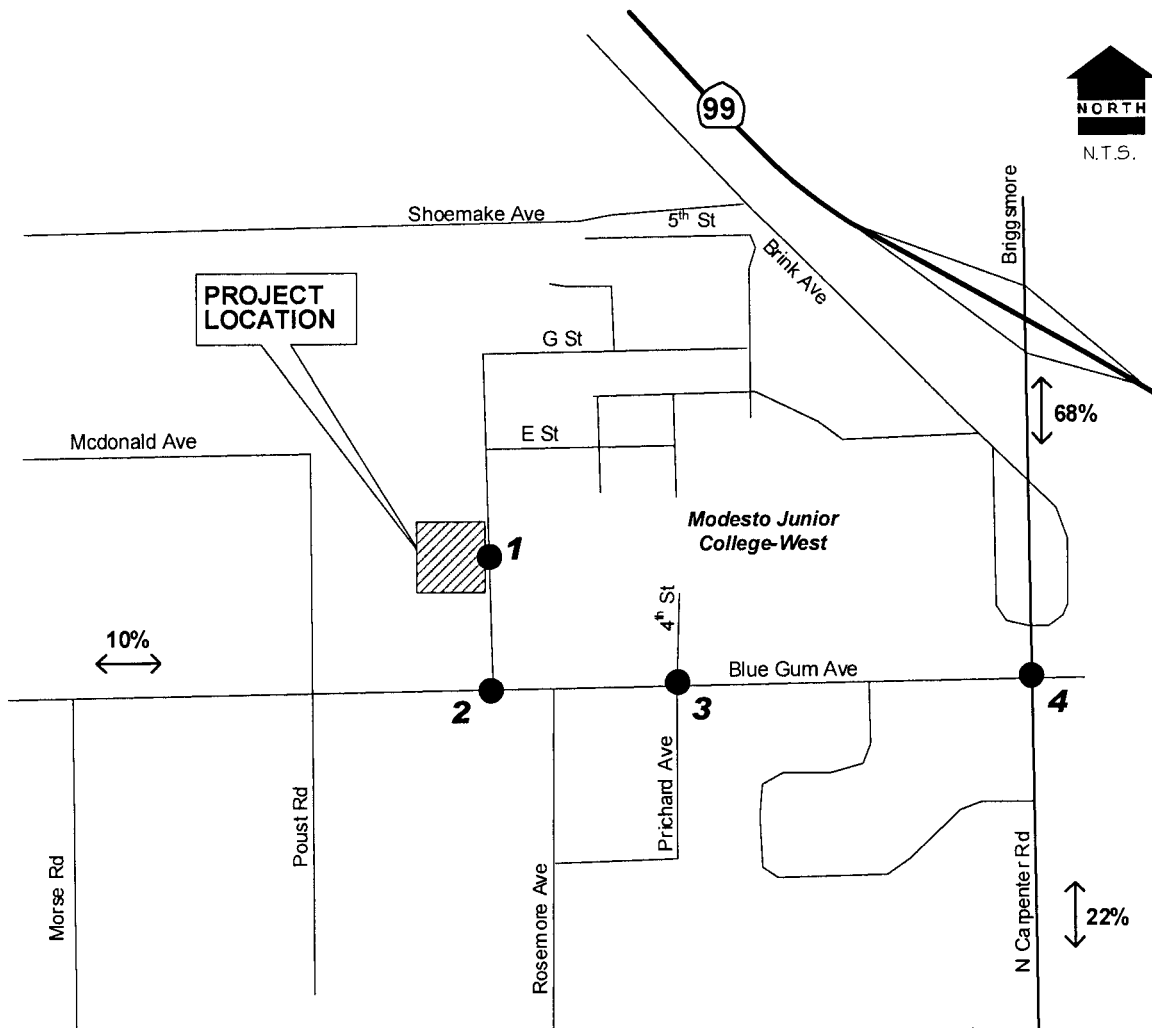 99
NORTH
N.T.S.
Briggsmore
Shoemake Ave
5th St
Brink Ave
PROJECT
LOCATION
G St
68%
Mcdonald Ave
E St
Modesto Junior
College-West
1
4th St
10%
Blue Gum Ave
2
3
4
Prichard Ave
Poust Rd
Morse Rd
Rosemore Ave
N Carpenter Rd
22%